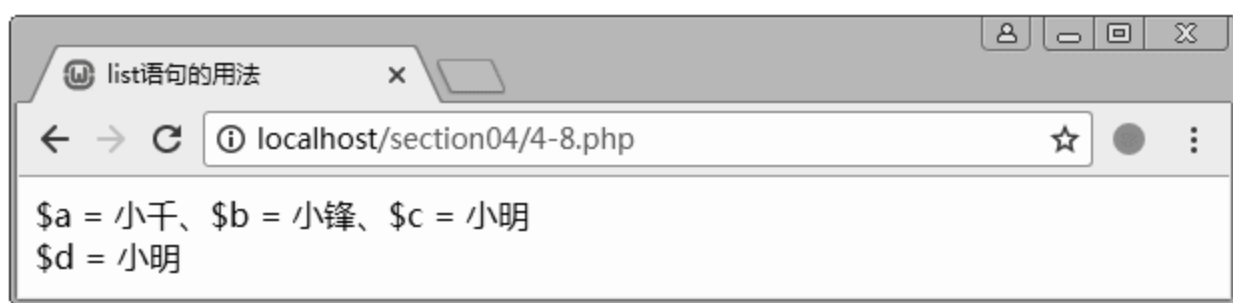 list语句的用法
localhost/section04/4-8.php
$a = 小千、$b = 小锋、$c = 小明
$d = 小明